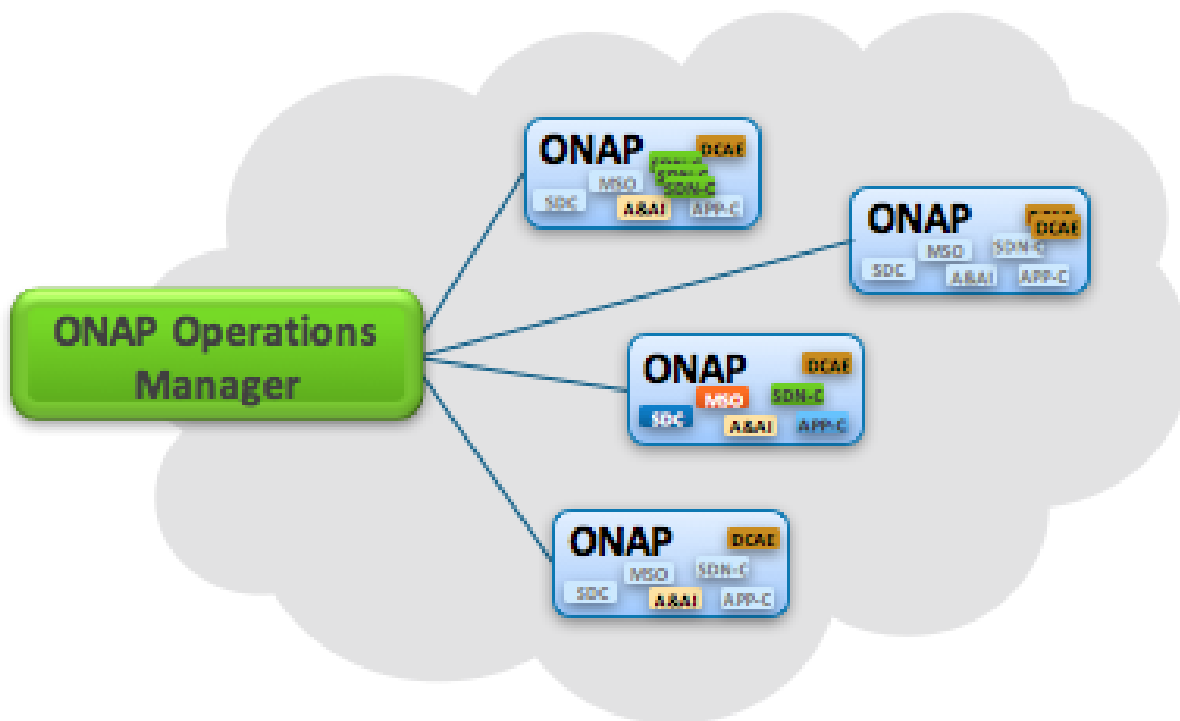 ONAP Operations
Manager
ONAP
DCAE
SDN-C
MSO
SDN-C
SDC
A&AI
APP-C
ONAP
DCAE
MSO
SDN-C
SDC
A&AI
APP-C
ONAP
DCAE
MSO
SDN-C
SDC
A&AI
APP-C
ONAP
DCAE
MSO
SDN-C
SDC
A&AI
APP-C